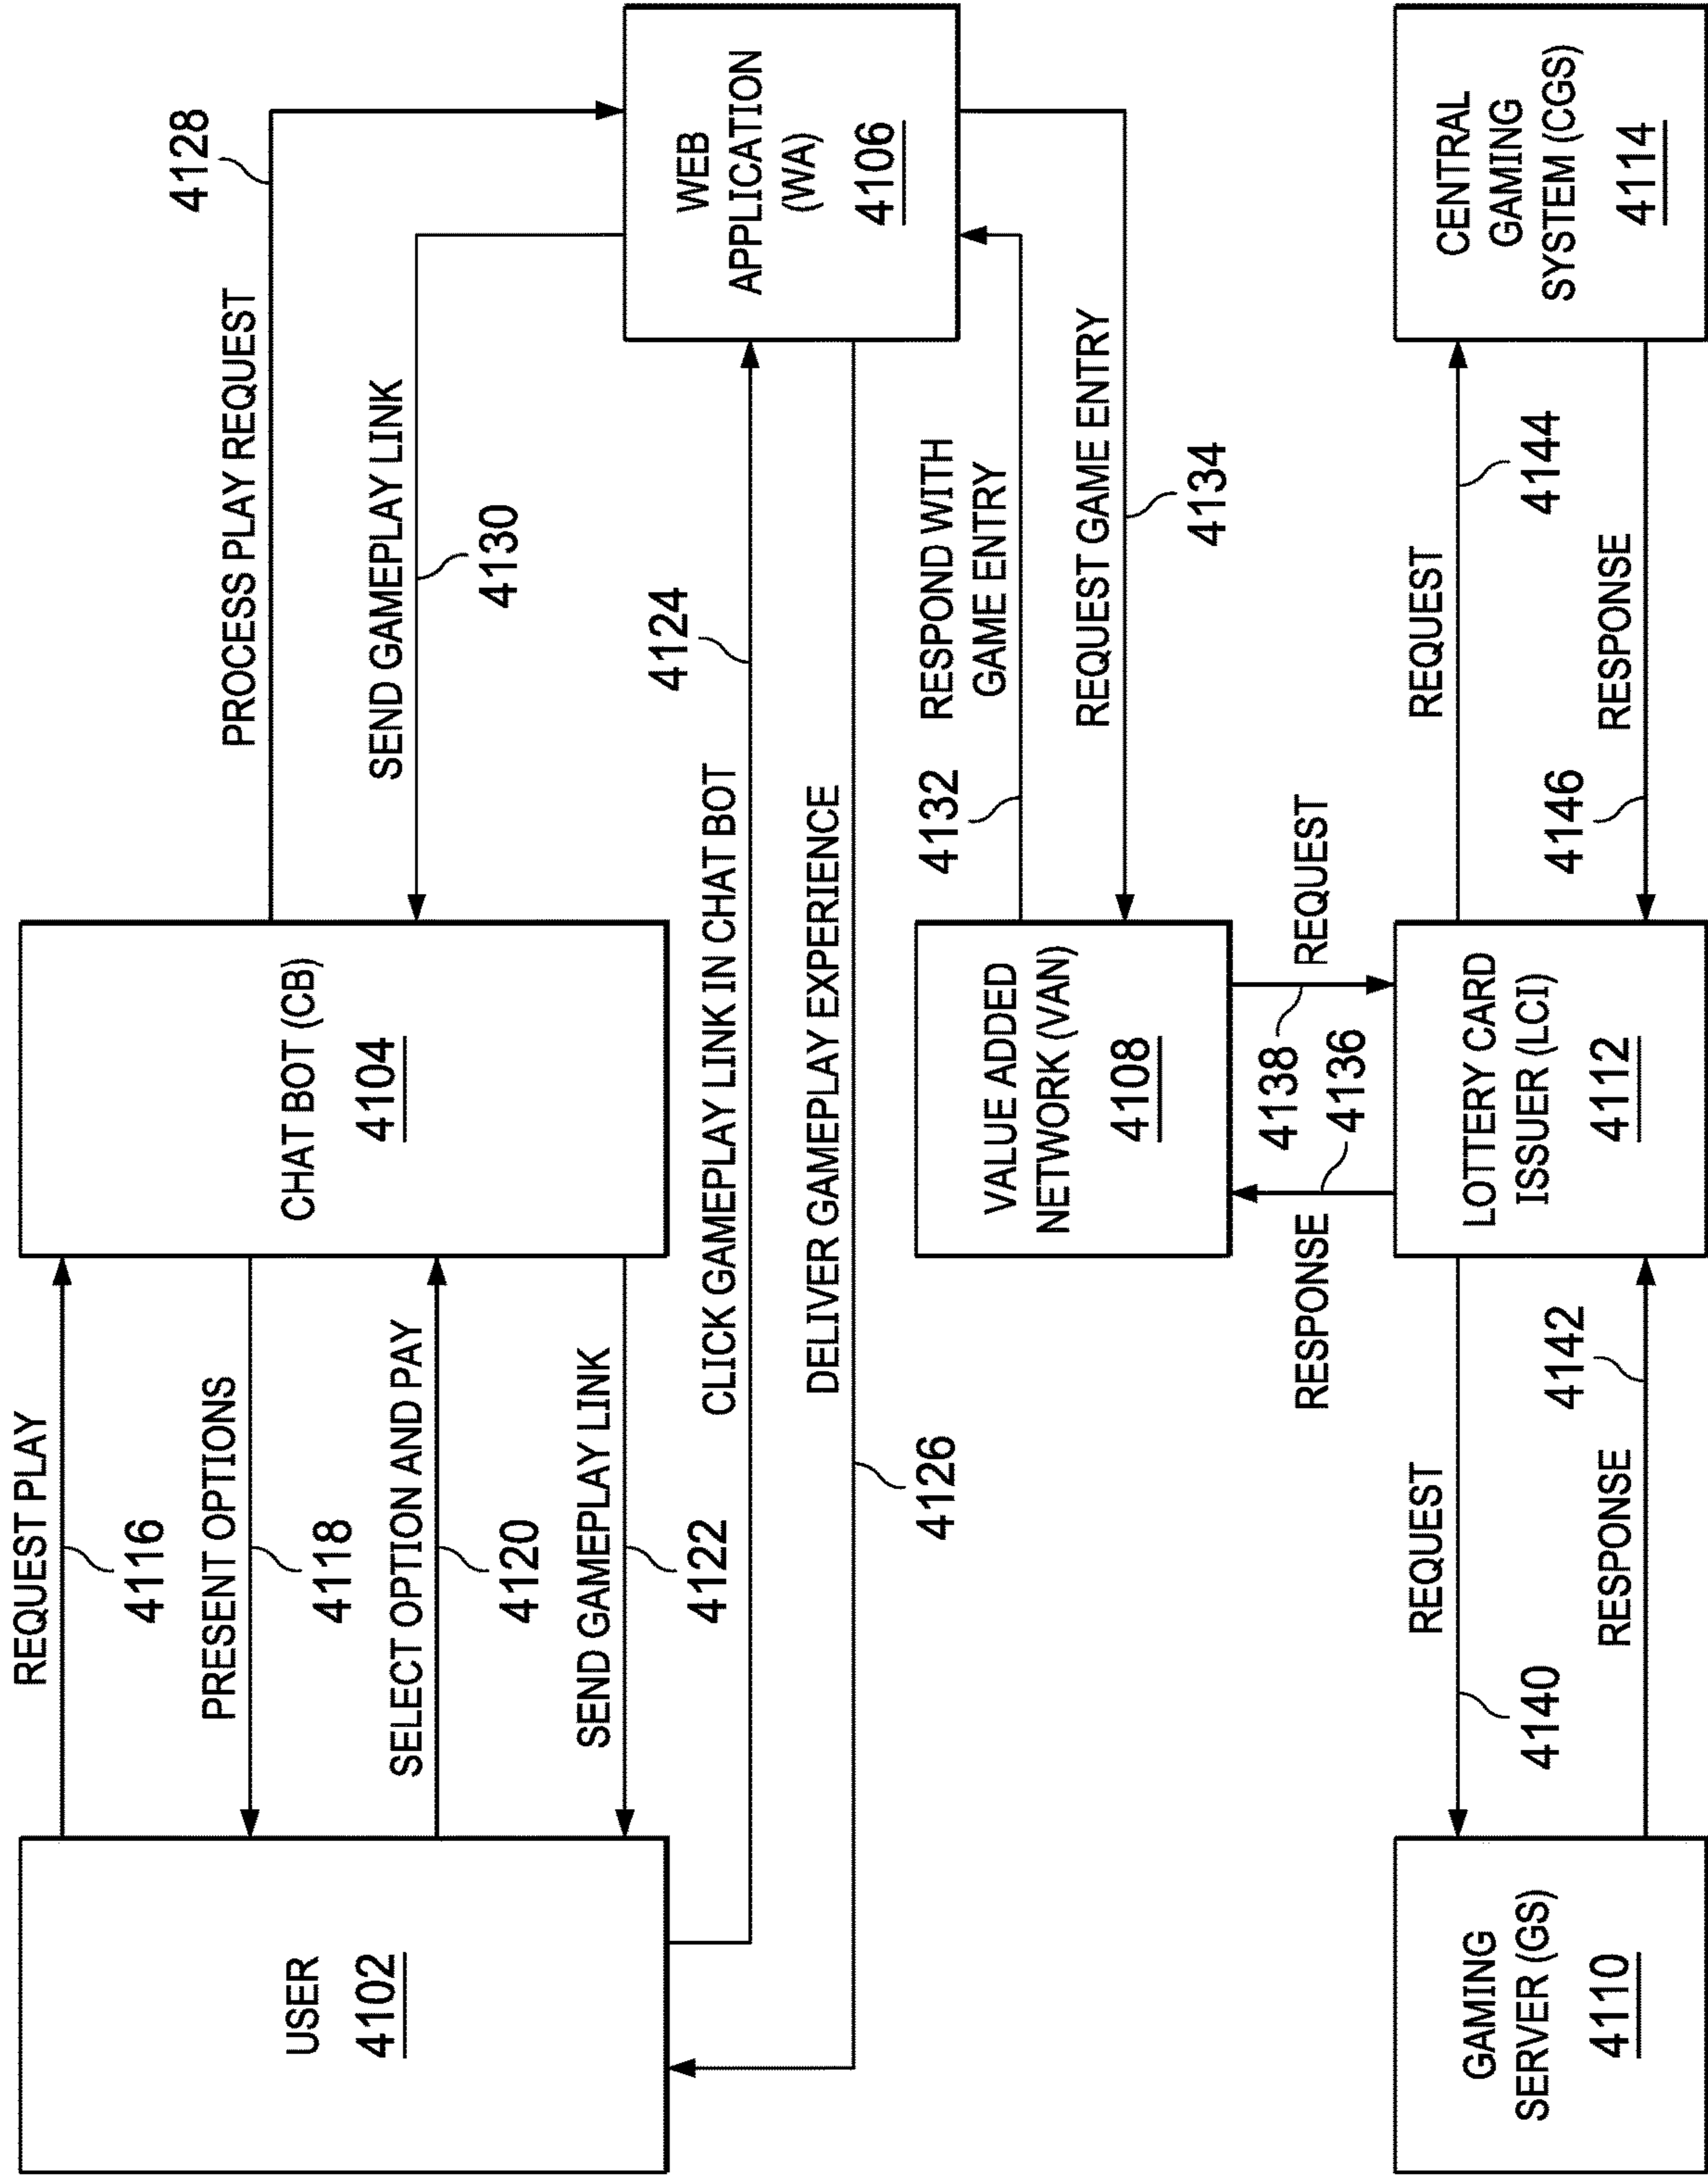 REQUEST PLAY
4116
PRESENT OPTIONS
4118
SELECT OPTION AND PAY
4120
SEND GAMEPLAY LINK
4122
USER
4102
CHAT BOT (CB)
4104
PROCESS PLAY REQUEST
4128
SEND GAMEPLAY LINK
4130
CLICK GAMEPLAY LINK IN CHAT BOT
4124
DELIVER GAMEPLAY EXPERIENCE
4126
WEB
APPLICATION
(WA)
4106
RESPOND WITH
GAME ENTRY
4132
REQUEST GAME ENTRY
4134
VALUE ADDED
NETWORK (VAN)
4108
REQUEST
4138
4136
RESPONSE
GAMING
SERVER (GS)
4110
REQUEST
4140
RESPONSE
4142
LOTTERY CARD
ISSUER (LCI)
4112
REQUEST
4144
RESPONSE
4146
CENTRAL
GAMING
SYSTEM (CGS)
4114